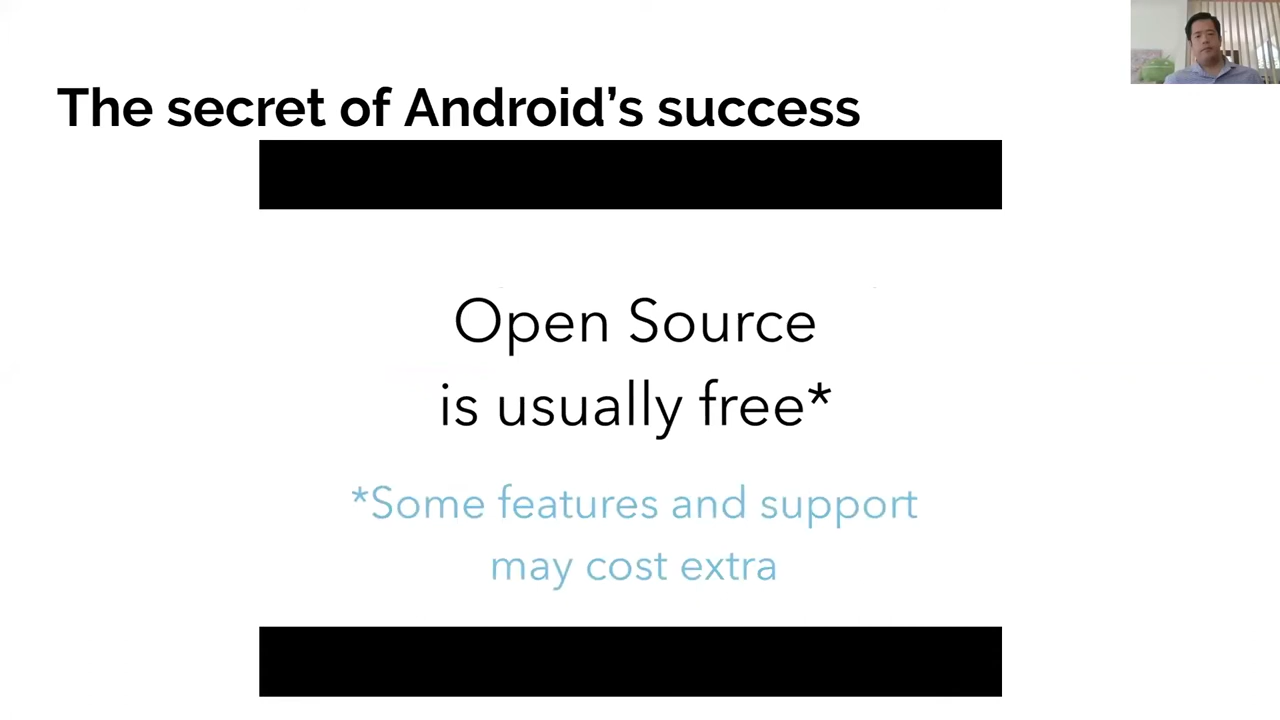 The secret of Android’s success
Open Source
is usually free*
*Some features and support
may cost extra